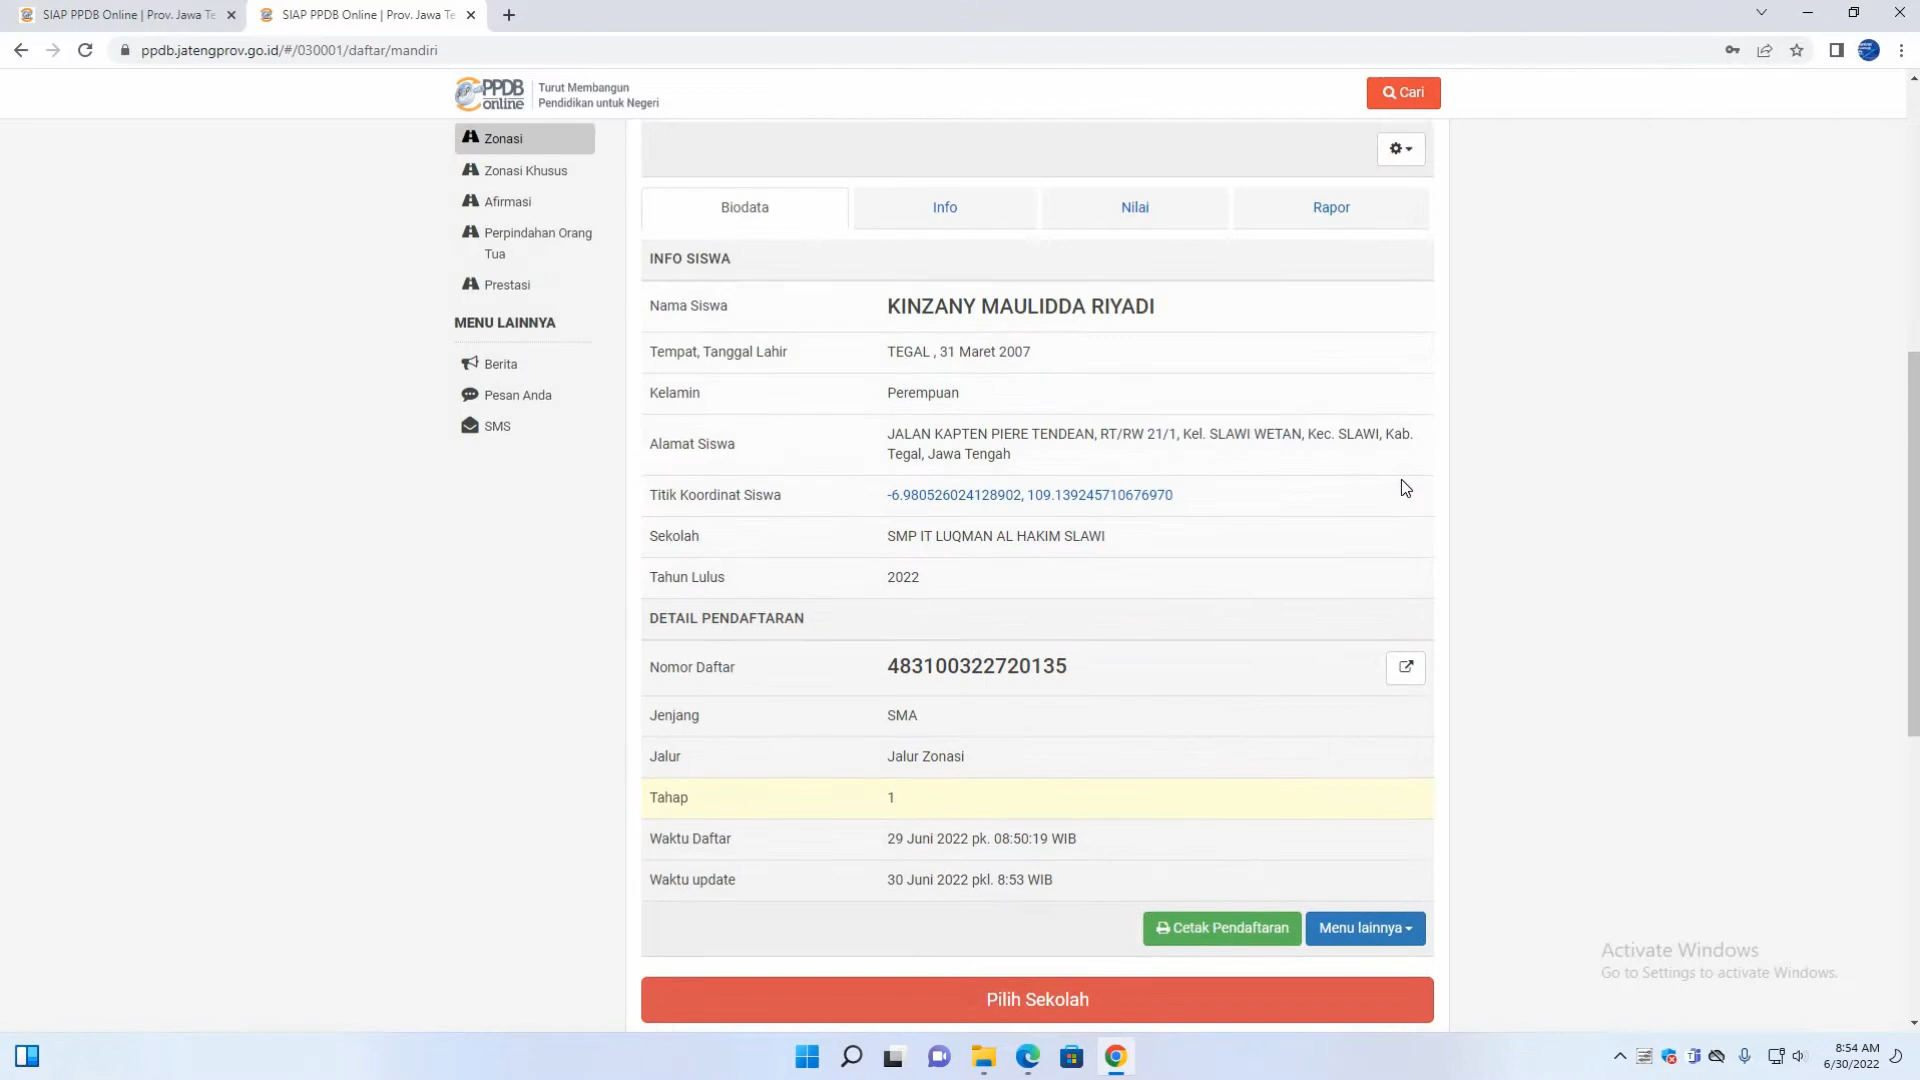 SIAP PPDB Online | Prov. Jawa Te
SIAP PPDB Online | Prov. Jawa Te
ppdb.jatengprov.go.id/#/030001/daftar/mandiri
PPDB online
Turut Membangun
Pendidikan untuk Negeri
Cari
Zonasi
Zonasi Khusus
Afirmasi
Perpindahan Orang
Tua
Prestasi
MENU LAINNYA
Berita
Pesan Anda
SMS
Biodata Info Nilai Rapor
INFO SISWA
Nama Siswa KINZANY MAULIDDA RIYADI
Tempat, Tanggal Lahir TEGAL , 31 Maret 2007
Kelamin Perempuan
Alamat Siswa JALAN KAPTEN PIERE TENDEAN, RT/RW 21/1, Kel. SLAWI WETAN, Kec. SLAWI, Kab.
Tegal, Jawa Tengah
Titik Koordinat Siswa -6.980526024128902, 109.139245710676970
Sekolah SMP IT LUQMAN AL HAKIM SLAWI
Tahun Lulus 2022
DETAIL PENDAFTARAN
Nomor Daftar 483100322720135
Jenjang SMA
Jalur Jalur Zonasi
Tahap 1
Waktu Daftar 29 Juni 2022 pk. 08:50:19 WIB
Waktu update 30 Juni 2022 pkl. 8:53 WIB
Cetak Pendaftaran Menu lainnya
Pilih Sekolah
Activate Windows
Go to Settings to activate Windows.
8:54 AM
6/30/2022